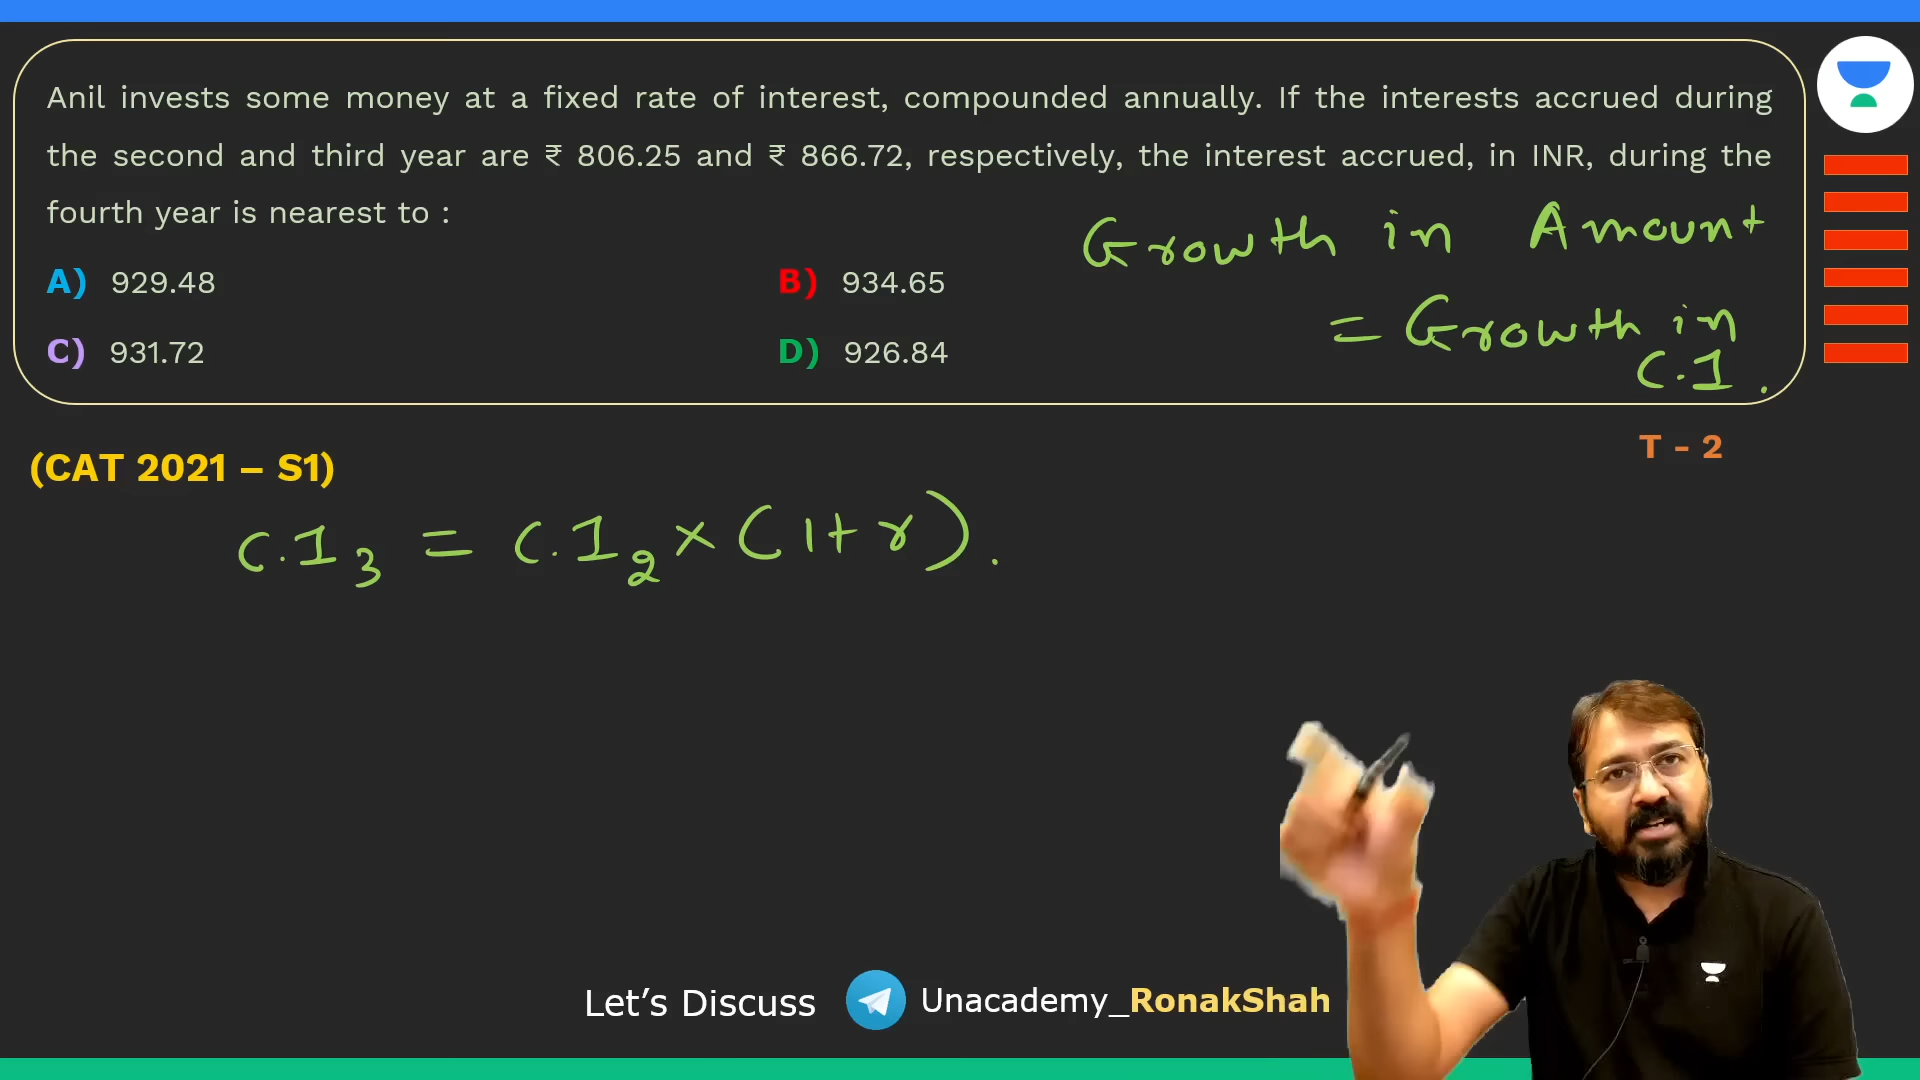 Anil invests some money at a fixed rate of interest, compounded annually. If the interests accrued during
the second and third year are ₹ 806.25 and ₹ 866.72, respectively, the interest accrued, in INR, during the
fourth year is nearest to :
Growth in Amount
= Growth in
C.I.
A) 929.48
B) 934.65
C) 931.72
D) 926.84
T - 2
(CAT 2021 – S1)
C.I3 = C.I2 × (1+r).
Let’s Discuss
Unacademy_RonakShah